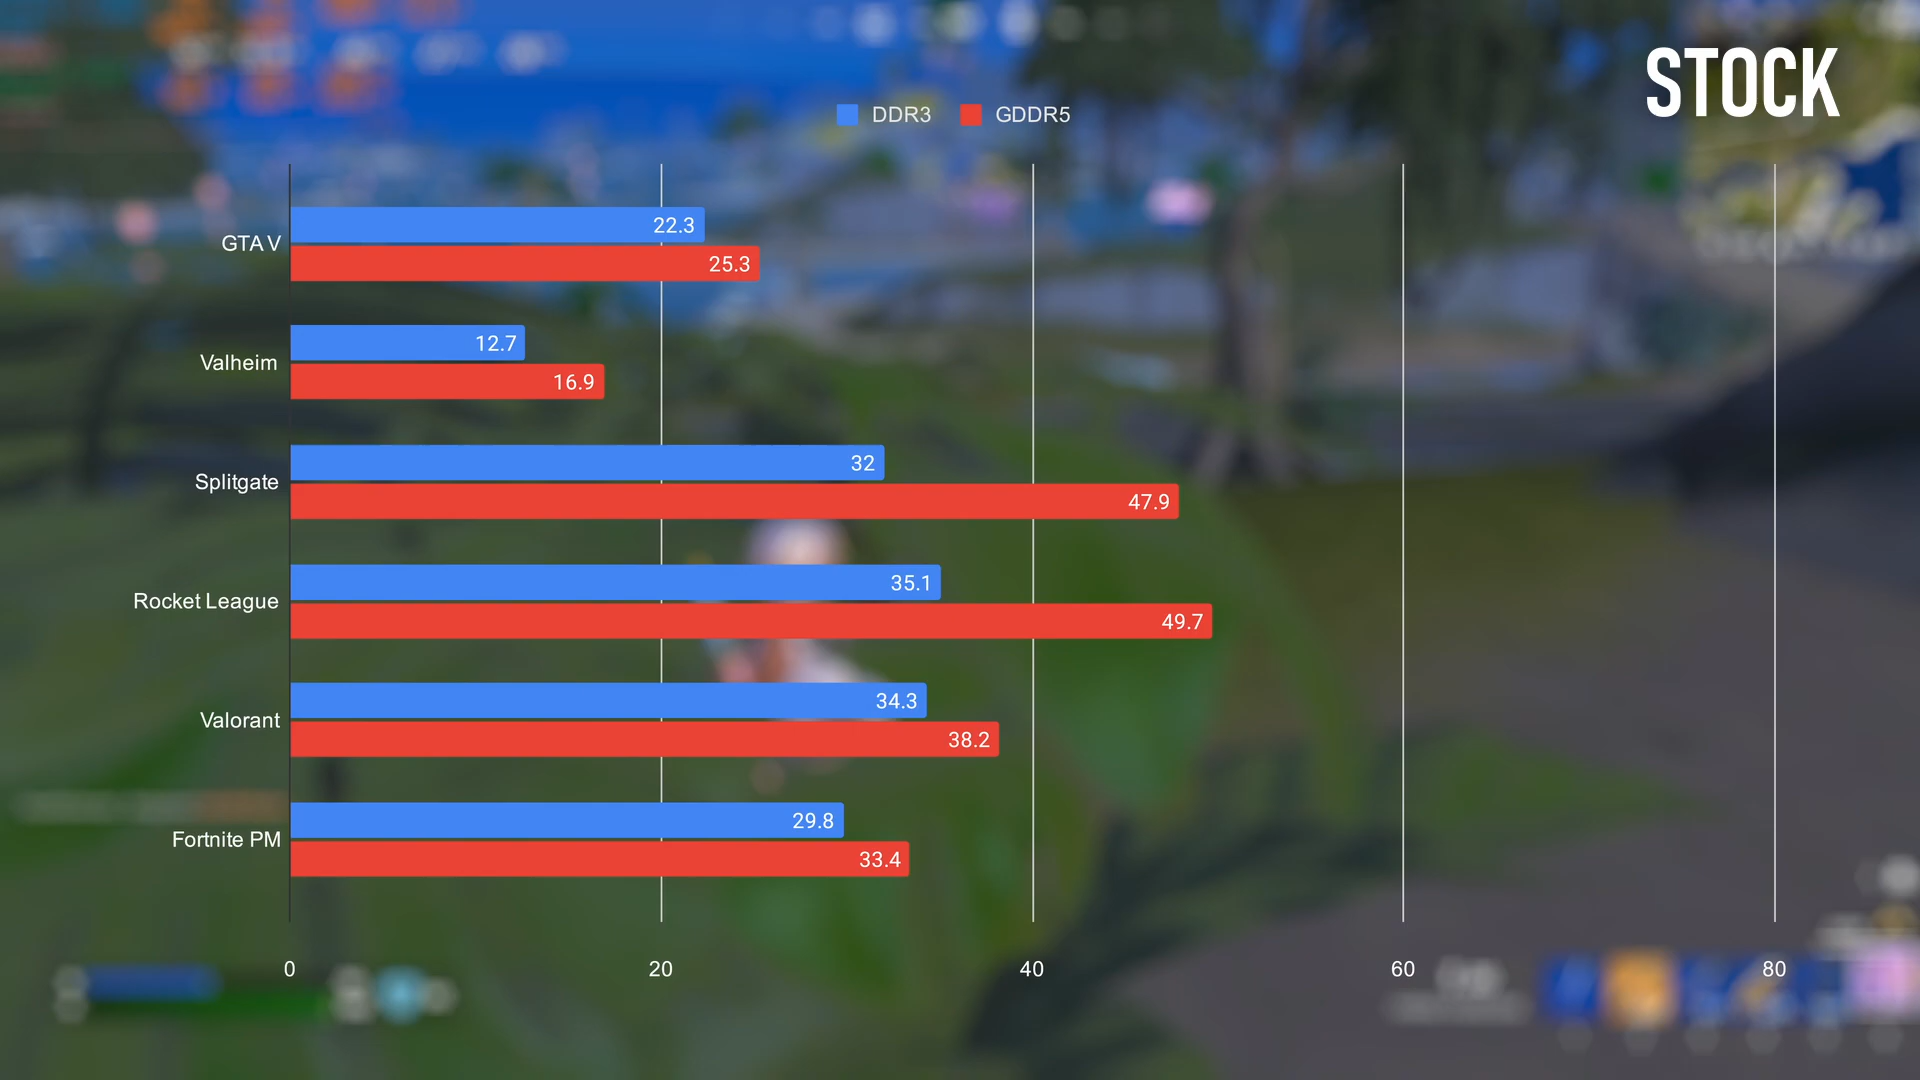 STOCK
DDR3 GDDR5
GTA V 22.3
25.3
Valheim 12.7
16.9
Splitgate 32
47.9
Rocket League 35.1
49.7
Valorant 34.3
38.2
Fortnite PM 29.8
33.4
0 20 40 60 80